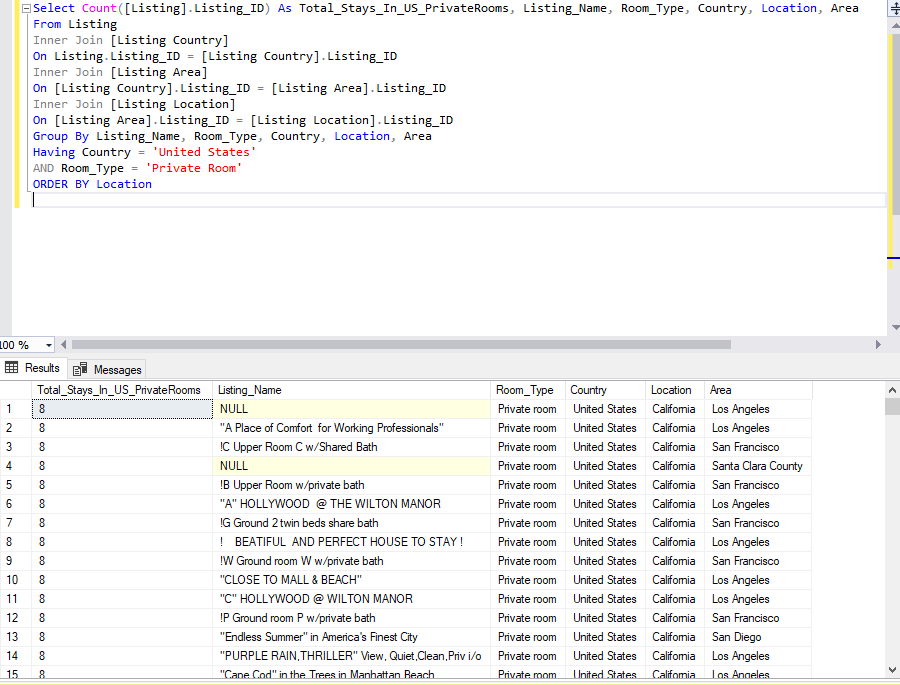 Select Count([Listing].Listing_ID) As Total_Stays_In_US_PrivateRooms, Listing_Name, Room_Type, Country, Location, Area
From Listing
Inner Join [Listing Country]
On Listing.Listing_ID = [Listing Country].Listing_ID
Inner Join [Listing Area]
On [Listing Country].Listing_ID = [Listing Area].Listing_ID
Inner Join [Listing Location]
On [Listing Area].Listing_ID = [Listing Location].Listing_ID
Group By Listing_Name, Room_Type, Country, Location, Area
Having Country = 'United States'
AND Room_Type = 'Private Room'
ORDER BY Location
100 %
Results Messages
Total_Stays_In_US_PrivateRooms Listing_Name Room_Type Country Location Area
1 8 NULL Private room United States California Los Angeles
2 8 "A Place of Comfort for Working Professionals" Private room United States California Los Angeles
3 8 !C Upper Room C w/Shared Bath Private room United States California San Francisco
4 8 NULL Private room United States California Santa Clara County
5 8 !B Upper Room w/private bath Private room United States California San Francisco
6 8 "A" HOLLYWOOD @ THE WILTON MANOR Private room United States California Los Angeles
7 8 !G Ground 2 twin beds share bath Private room United States California San Francisco
8 8 ! BEATIFUL AND PERFECT HOUSE TO STAY ! Private room United States California Los Angeles
9 8 !W Ground room W w/private bath Private room United States California San Francisco
10 8 "CLOSE TO MALL & BEACH" Private room United States California Los Angeles
11 8 "C" HOLLYWOOD @ WILTON MANOR Private room United States California Los Angeles
12 8 !P Ground room P w/private bath Private room United States California San Francisco
13 8 "Endless Summer" in America's Finest City Private room United States California San Diego
14 8 "PURPLE RAIN,THRILLER" View, Quiet,Clean,Priv i/o Private room United States California Los Angeles
15 8 "Cape Cod" in the Trees in Manhattan Beach Private room United States California Los Angeles